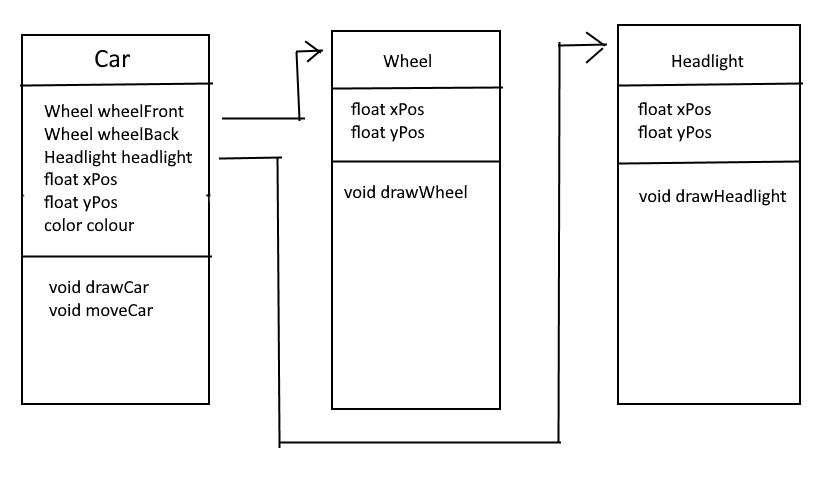 Car
Wheel wheelFront
Wheel wheelBack
Headlight headlight
float xPos
float yPos
color colour
void drawCar
void moveCar
Wheel
float xPos
float yPos
void drawWheel
Headlight
float xPos
float yPos
void drawHeadlight